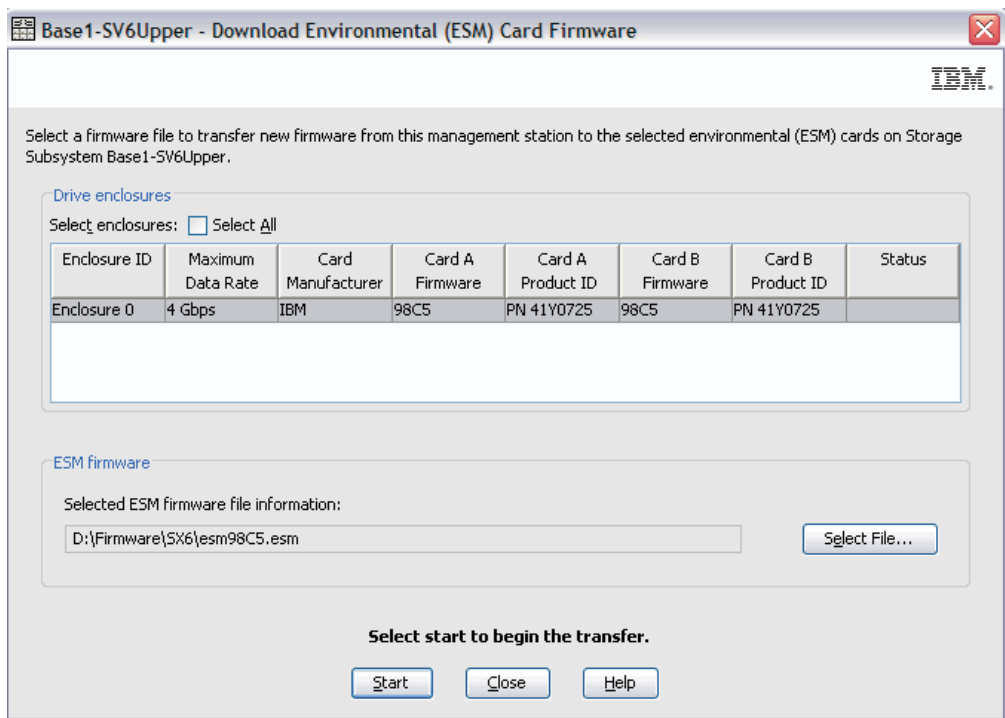 Base1-SV6Upper - Download Environmental (ESM) Card Firmware
IBM.
Select a firmware file to transfer new firmware from this management station to the selected environmental (ESM) cards on Storage
Subsystem Base1-SV6Upper.
Drive enclosures
Select enclosures: Select All
Enclosure ID Maximum Data Rate Card Manufacturer Card A Firmware Card A Product ID Card B Firmware Card B Product ID Status
Enclosure 0 4 Gbps IBM 98C5 PN 41Y0725 98C5 PN 41Y0725
ESM firmware
Selected ESM firmware file information:
D:\Firmware\SX6\esm98C5.esm
Select File...
Select start to begin the transfer.
Start Close Help